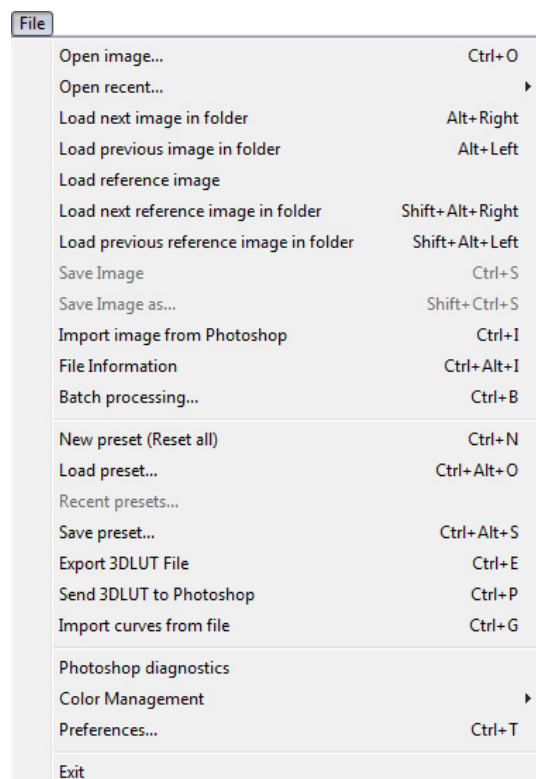 File
Open image... Ctrl+O
Open recent...
Load next image in folder Alt+Right
Load previous image in folder Alt+Left
Load reference image
Load next reference image in folder Shift+Alt+Right
Load previous reference image in folder Shift+Alt+Left
Save Image Ctrl+S
Save Image as... Shift+Ctrl+S
Import image from Photoshop Ctrl+I
File Information Ctrl+Alt+I
Batch processing... Ctrl+B
New preset (Reset all) Ctrl+N
Load preset... Ctrl+Alt+O
Recent presets...
Save preset... Ctrl+Alt+S
Export 3DLUT File Ctrl+E
Send 3DLUT to Photoshop Ctrl+P
Import curves from file Ctrl+G
Photoshop diagnostics
Color Management
Preferences... Ctrl+T
Exit